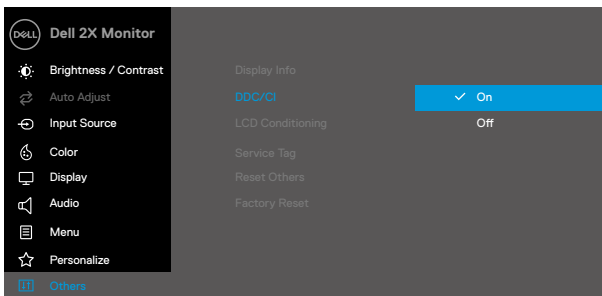 DELL Dell 2X Monitor
Brightness / Contrast
Auto Adjust
Input Source
Color
Display
Audio
Menu
Personalize
Others
Display Info
DDC/CI
LCD Conditioning
Service Tag
Reset Others
Factory Reset
On
Off